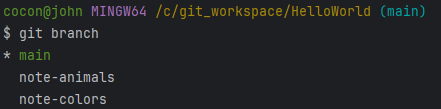 cocon@john MINGW64 /c/git_workspace/HelloWorld (main)
$ git branch
* main
  note-animals
  note-colors